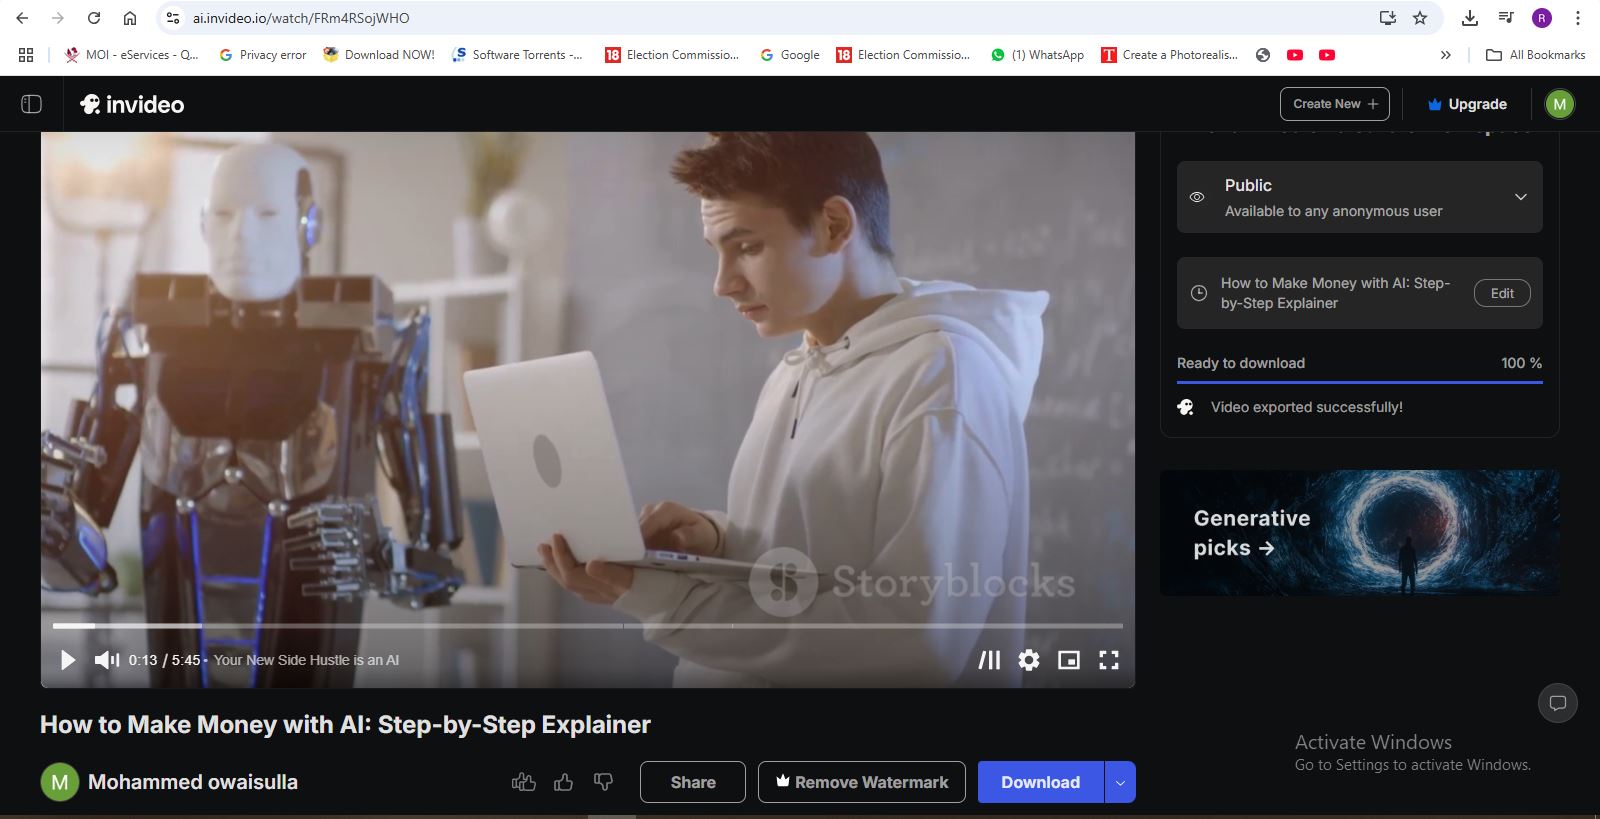 ai.invideo.io/watch/FRm4RSojWHO
R
MOI - eServices - Q...
Privacy error
Download NOW!
Software Torrents -...
18 Election Commissio...
Google
18 Election Commissio...
(1) WhatsApp
T Create a Photorealis...
All Bookmarks
invideo
Create New +
Upgrade
M
Public
Available to any anonymous user
How to Make Money with AI: Step-
by-Step Explainer
Edit
Ready to download
100 %
Video exported successfully!
Generative
picks →
Storyblocks
0:13 / 5:45 • Your New Side Hustle is an AI
How to Make Money with AI: Step-by-Step Explainer
M Mohammed owaisulla
Share
Remove Watermark
Download
Activate Windows
Go to Settings to activate Windows.